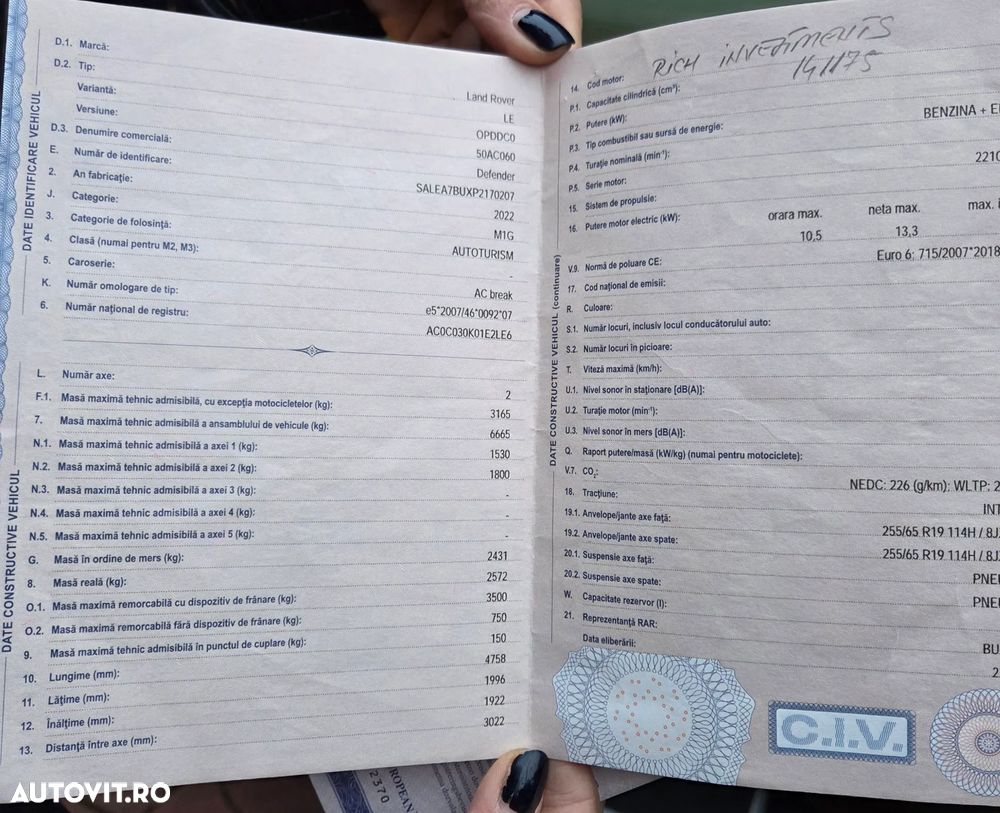 DATE IDENTIFICARE VEHICUL
D.1. Marcă: Land Rover
D.2. Tip: LE
Variantă: OPDDC0
Versiune: 50AC060
D.3. Denumire comercială: Defender
E. Număr de identificare: SALEA7BUXP2170207
2. An fabricație: 2022
J. Categorie: M1G
3. Categorie de folosință: AUTOTURISM
4. Clasă (numai pentru M2, M3): -
5. Caroserie: AC break
K. Număr omologare de tip: e5*2007/46*0092*07
6. Număr național de registru: AC0C030K01E2LE6
DATE CONSTRUCTIVE VEHICUL
L. Număr axe: 2
F.1. Masă maximă tehnic admisibilă, cu excepția motocicletelor (kg): 3165
7. Masă maximă tehnic admisibilă a ansamblului de vehicule (kg): 6665
N.1. Masă maximă tehnic admisibilă a axei 1 (kg): 1530
N.2. Masă maximă tehnic admisibilă a axei 2 (kg): 1800
N.3. Masă maximă tehnic admisibilă a axei 3 (kg): -
N.4. Masă maximă tehnic admisibilă a axei 4 (kg): -
N.5. Masă maximă tehnic admisibilă a axei 5 (kg): -
G. Masă în ordine de mers (kg): 2431
8. Masă reală (kg): 2572
O.1. Masă maximă remorcabilă cu dispozitiv de frânare (kg): 3500
O.2. Masă maximă remorcabilă fără dispozitiv de frânare (kg): 750
9. Masă maximă tehnic admisibilă în punctul de cuplare (kg): 150
10. Lungime (mm): 4758
11. Lățime (mm): 1996
12. Înălțime (mm): 1922
13. Distanță între axe (mm): 3022
RICH INVEȘTMENTS
141175
DATE CONSTRUCTIVE VEHICUL (continuare)
14. Cod motor:
P.1. Capacitate cilindrică (cm³):
P.2. Putere (kW):
P.3. Tip combustibil sau sursă de energie: BENZINA +
P.4. Turație nominală (min⁻¹):
P.5. Serie motor: 2210
15. Sistem de propulsie:
16. Putere motor electric (kW): orara max. neta max. max.
10,5 13,3
V.9. Normă de poluare CE: Euro 6; 715/2007*2018
17. Cod național de emisii:
R. Culoare:
S.1. Număr locuri, inclusiv locul conducătorului auto:
S.2. Număr locuri în picioare:
T. Viteză maximă (km/h):
U.1. Nivel sonor în staționare [dB(A)]:
U.2. Turație motor (min⁻¹):
U.3. Nivel sonor în mers [dB(A)]:
Q. Raport putere/masă (kW/kg) (numai pentru motociclete):
V.7. CO₂: NEDC: 226 (g/km); WLTP: 2
18. Tracțiune: INT
19.1. Anvelope/jante axe față: 255/65 R19 114H / 8J
19.2. Anvelope/jante axe spate: 255/65 R19 114H / 8J
20.1. Suspensie axe față: PNE
20.2. Suspensie axe spate: PNE
W. Capacitate rezervor (l):
21. Reprezentanță RAR: BU
Data eliberării: 2
C.I.V.
AUTOVIT.RO
EUROPEAN
2370